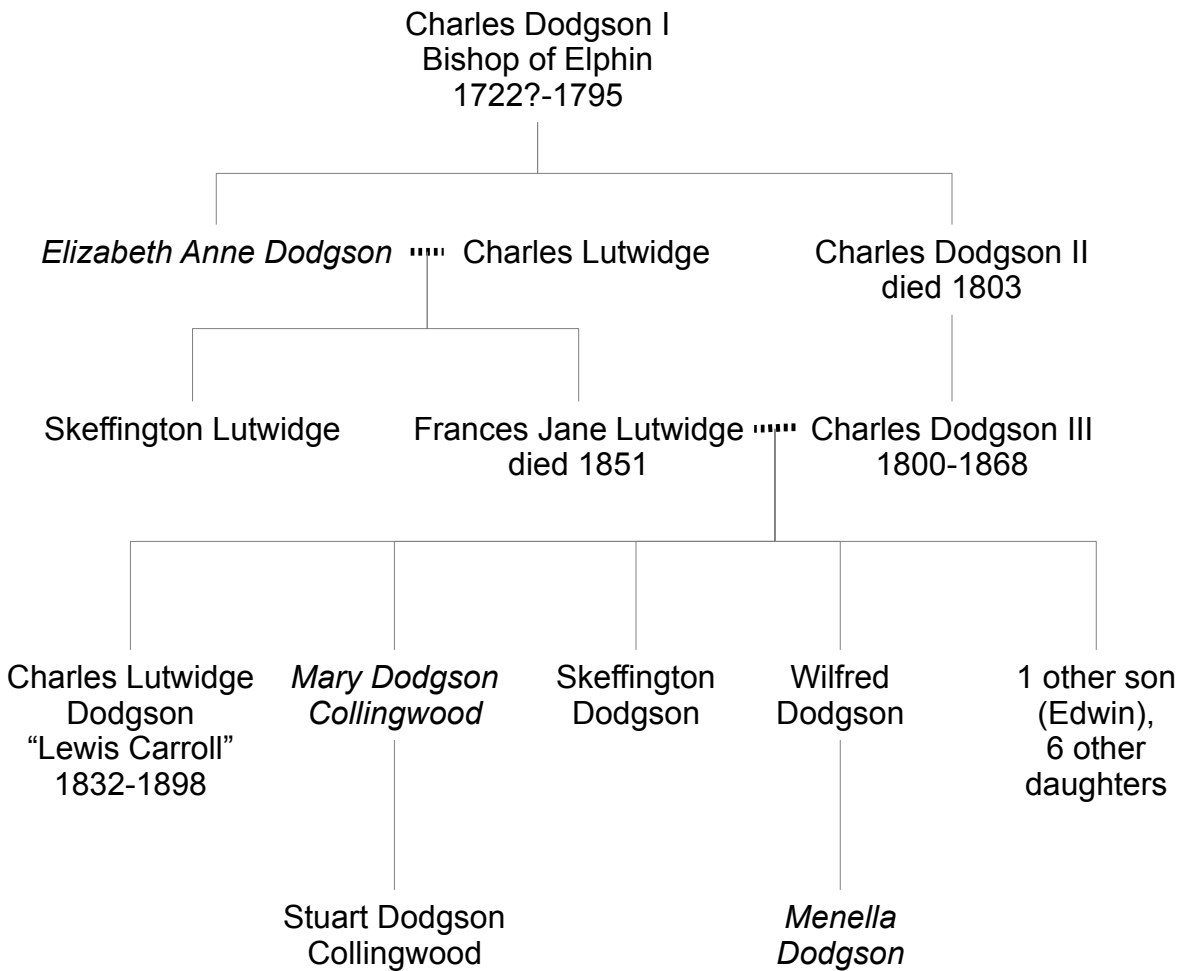 Charles Dodgson I
Bishop of Elphin
1722?-1795
Elizabeth Anne Dodgson
Charles Lutwidge
Charles Dodgson II
died 1803
Skeffington Lutwidge
Frances Jane Lutwidge
died 1851
Charles Dodgson III
1800-1868
Charles Lutwidge
Dodgson
“Lewis Carroll”
1832-1898
Mary Dodgson
Collingwood
Skeffington
Dodgson
Wilfred
Dodgson
1 other son
(Edwin),
6 other
daughters
Stuart Dodgson
Collingwood
Menella
Dodgson